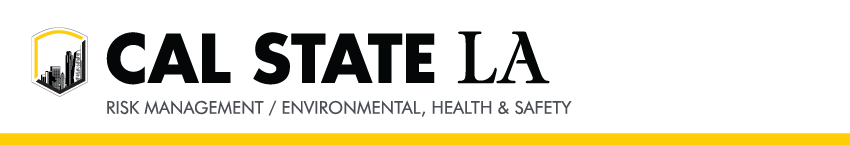 CAL STATE LA
RISK MANAGEMENT / ENVIRONMENTAL, HEALTH & SAFETY